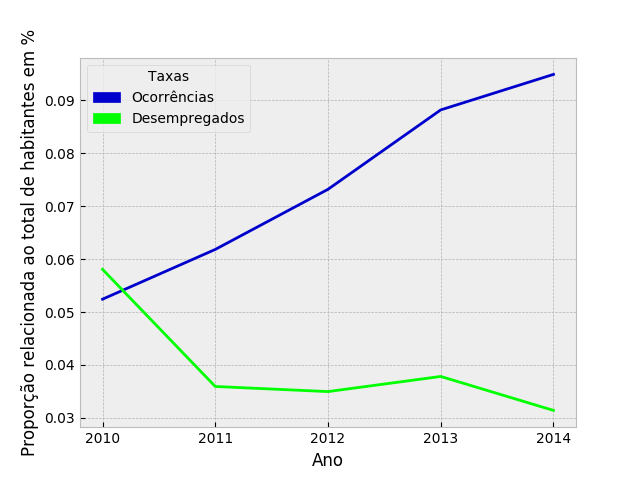 Proporção relacionada ao total de habitantes em %
Taxas
Ocorrências
Desempregados
0.09
0.08
0.07
0.06
0.05
0.04
0.03
2010 2011 2012 2013 2014
Ano